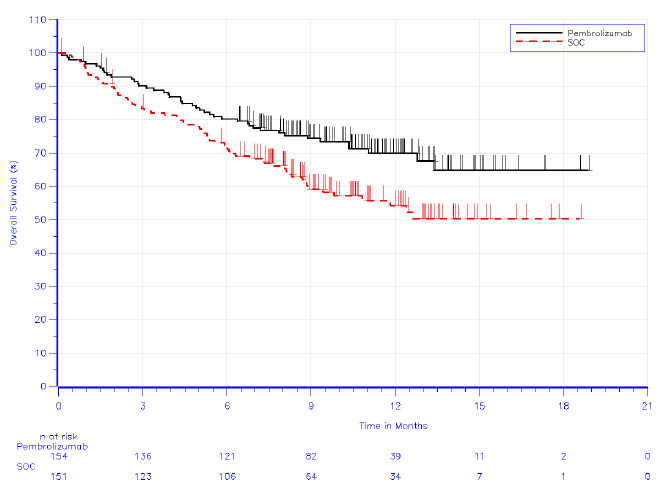 110
Pembrolizumab
SOC
100
90
80
70
60
50
40
30
20
10
0
Overall Survival (%)
0 3 6 9 12 15 18 21
Time in Months
n at risk
Pembrolizumab
154 136 121 82 39 11 2 0
SOC
151 123 106 64 34 7 1 0